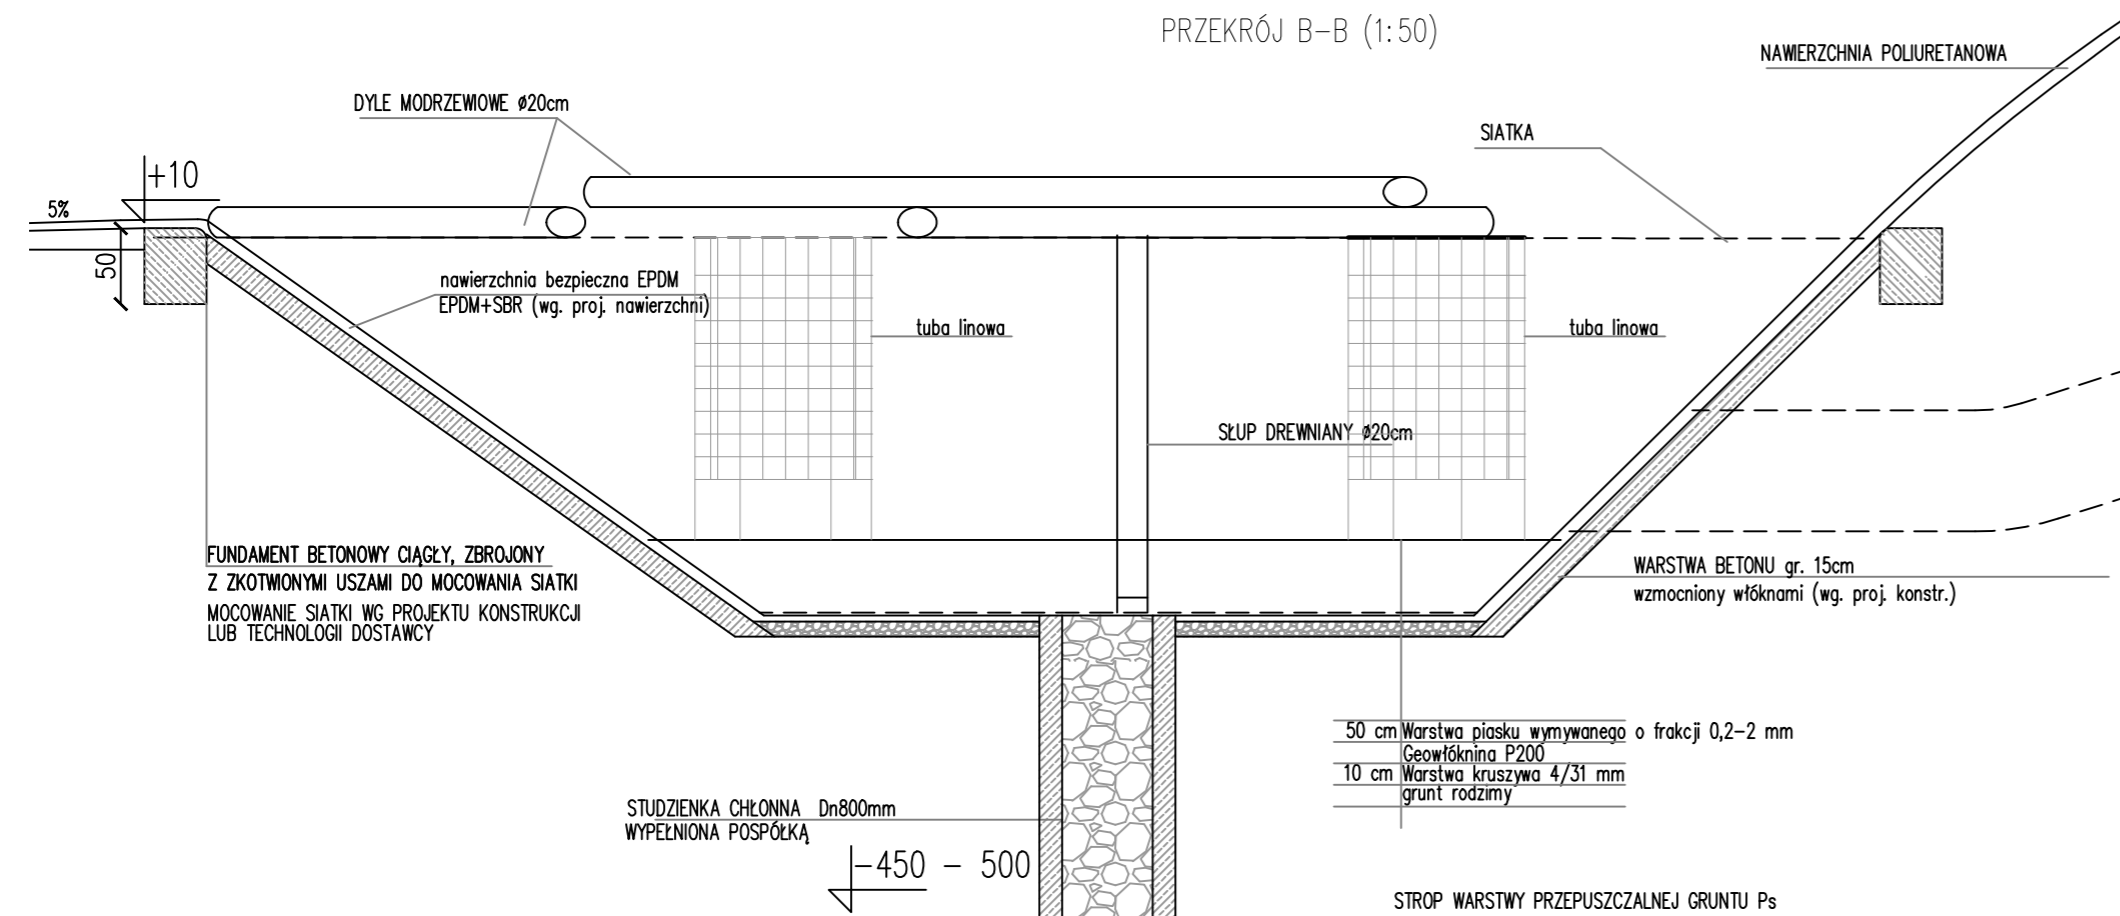 PRZEKRÓJ B-B (1:50)
NAWIERZCHNIA POLIURETANOWA
DYLE MODRZEWIOWE ø20cm
SIATKA
+10
5%
50
nawierzchnia bezpieczna EPDM
EPDM+SBR (wg. proj. nawierzchni)
tuba linowa
tuba linowa
SŁUP DREWNIANY ø20cm
FUNDAMENT BETONOWY CIĄGŁY, ZBROJONY
Z ZKOTWIONYMI USZAMI DO MOCOWANIA SIATKI
MOCOWANIE SIATKI WG PROJEKTU KONSTRUKCJI
LUB TECHNOLOGII DOSTAWCY
WARSTWA BETONU gr. 15cm
wzmocniony włóknami (wg. proj. konstr.)
50 cm Warstwa piasku wymywanego o frakcji 0,2-2 mm
Geowłóknina P200
10 cm Warstwa kruszywa 4/31 mm
grunt rodzimy
STUDZIENKA CHŁONNA Dn800mm
WYPEŁNIONA POSPÓŁKĄ
-450 - 500
STROP WARSTWY PRZEPUSZCZALNEJ GRUNTU Ps